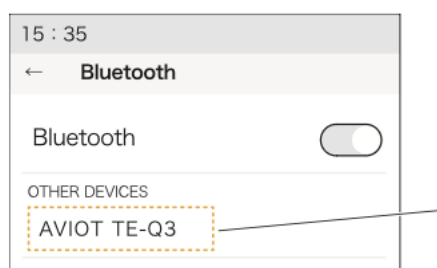 15：35
← Bluetooth
Bluetooth
OTHER DEVICES
AVIOT TE-Q3